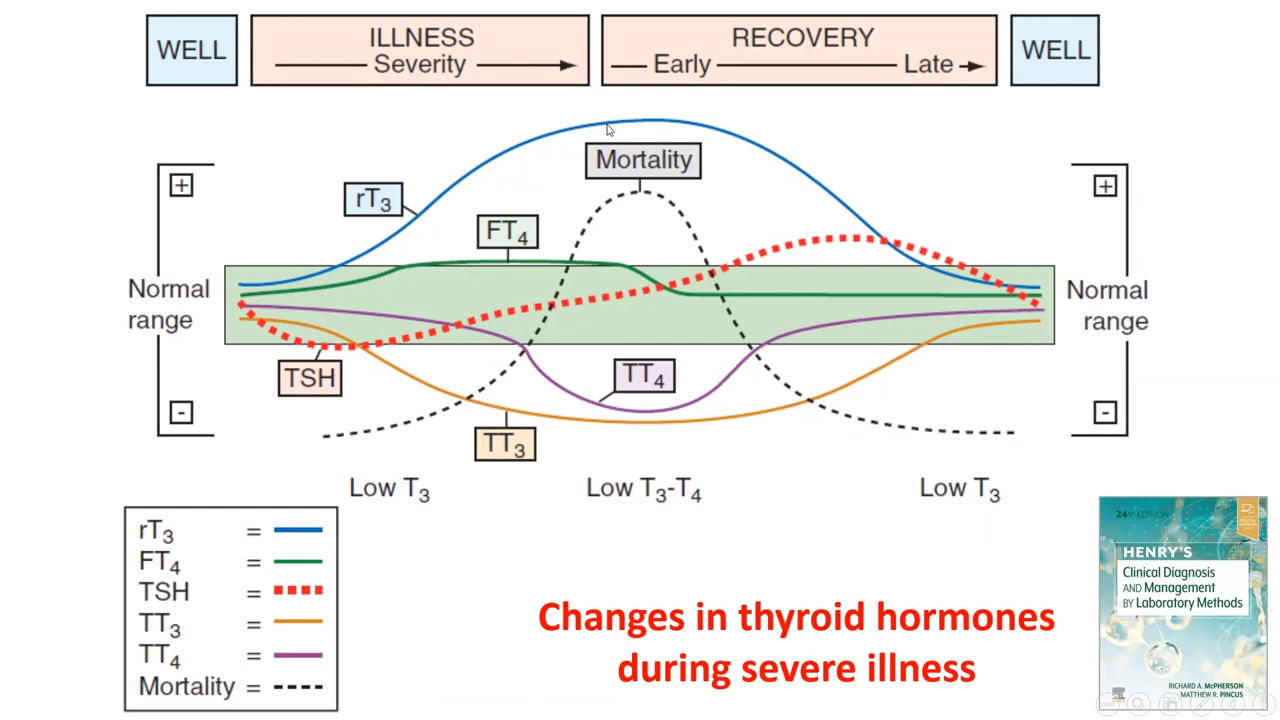 WELL
ILLNESS
Severity
RECOVERY
Early
Late
WELL
Mortality
+
rT3
FT4
+
Normal
range
Normal
range
TSH
TT4
-
-
TT3
Low T3
Low T3-T4
Low T3
rT3 =
FT4 =
TSH =
TT3 =
TT4 =
Mortality =
Changes in thyroid hormones
during severe illness
24th EDITION
HENRY'S
Clinical Diagnosis
AND Management
BY Laboratory Methods
RICHARD A. McPHERSON
MATTHEW R. PINCUS